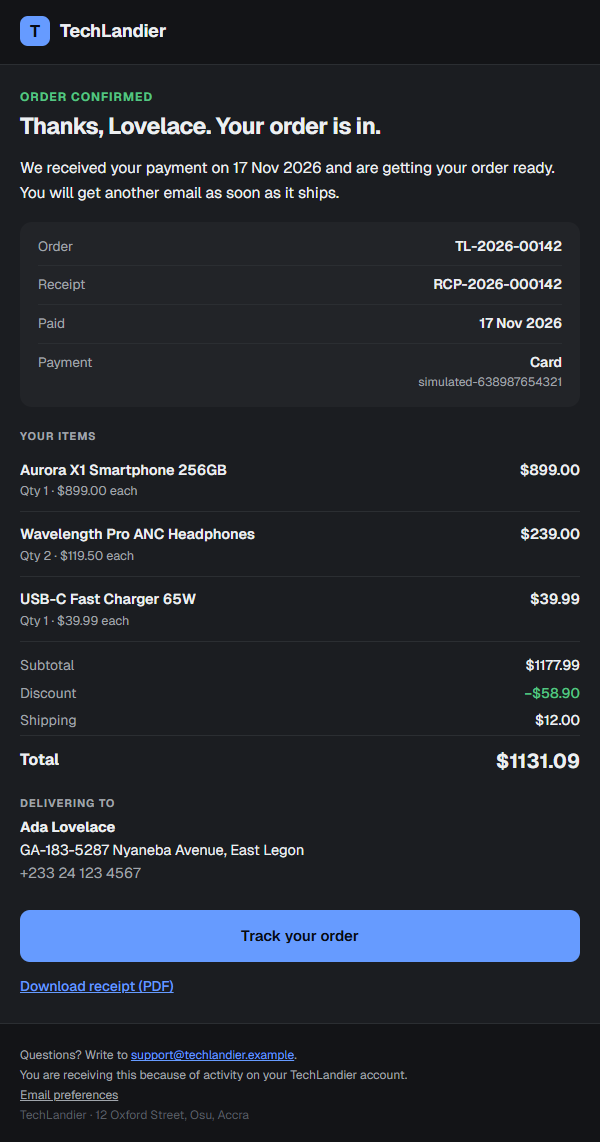 T TechLandier
ORDER CONFIRMED
Thanks, Lovelace. Your order is in.
We received your payment on 17 Nov 2026 and are getting your order ready.
You will get another email as soon as it ships.
Order TL-2026-00142
Receipt RCP-2026-000142
Paid 17 Nov 2026
Payment Card
simulated-638987654321
YOUR ITEMS
Aurora X1 Smartphone 256GB $899.00
Qty 1 · $899.00 each
Wavelength Pro ANC Headphones $239.00
Qty 2 · $119.50 each
USB-C Fast Charger 65W $39.99
Qty 1 · $39.99 each
Subtotal $1177.99
Discount −$58.90
Shipping $12.00
Total $1131.09
DELIVERING TO
Ada Lovelace
GA-183-5287 Nyaneba Avenue, East Legon
+233 24 123 4567
Track your order
Download receipt (PDF)
Questions? Write to support@techlandier.example.
You are receiving this because of activity on your TechLandier account.
Email preferences
TechLandier · 12 Oxford Street, Osu, Accra